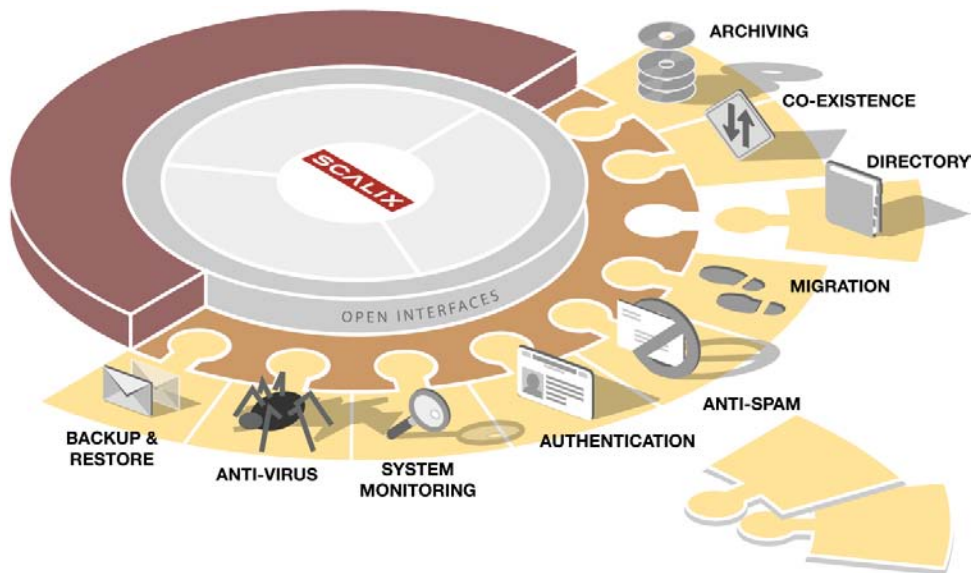 ARCHIVING
CO-EXISTENCE
DIRECTORY
SCALIX
MIGRATION
OPEN INTERFACES
ANTI-SPAM
AUTHENTICATION
BACKUP &
RESTORE
ANTI-VIRUS
SYSTEM
MONITORING